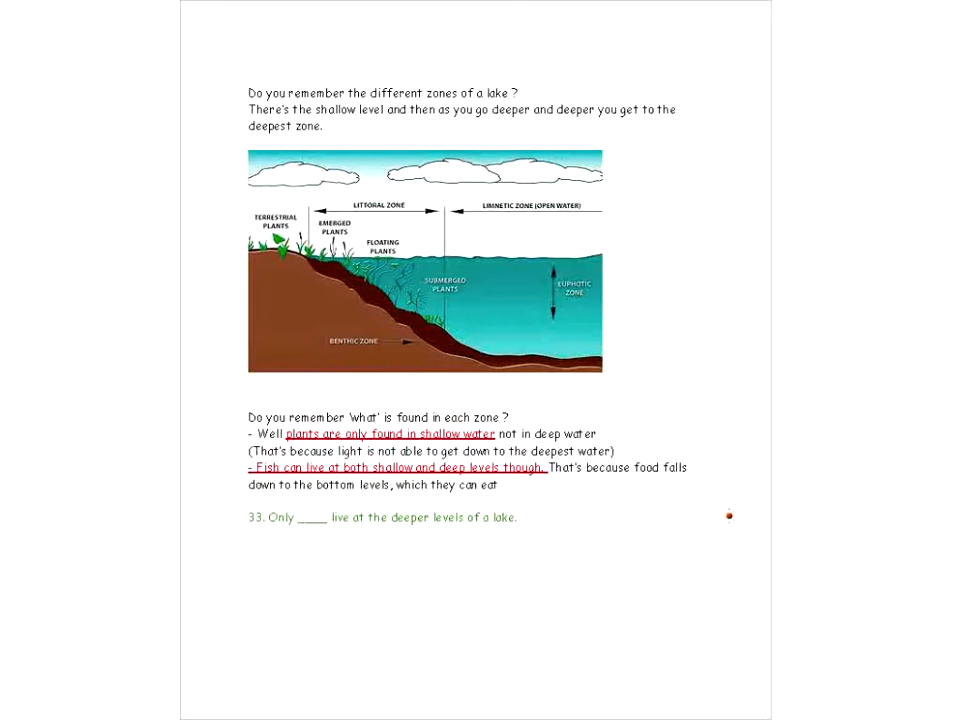 Do you remember the different zones of a lake ?
There's the shallow level and then as you go deeper and deeper you get to the
deepest zone.
LITTORAL ZONE
LIMNETIC ZONE (OPEN WATER)
TERRESTRIAL
PLANTS
EMERGED
PLANTS
FLOATING
PLANTS
SUBMERGED
PLANTS
EUPHOTIC
ZONE
BENTHIC ZONE
Do you remember 'what' is found in each zone ?
- Well plants are only found in shallow water not in deep water
(That's because light is not able to get down to the deepest water)
- Fish can live at both shallow and deep levels though. That's because food falls
down to the bottom levels, which they can eat
33. Only ____ live at the deeper levels of a lake.